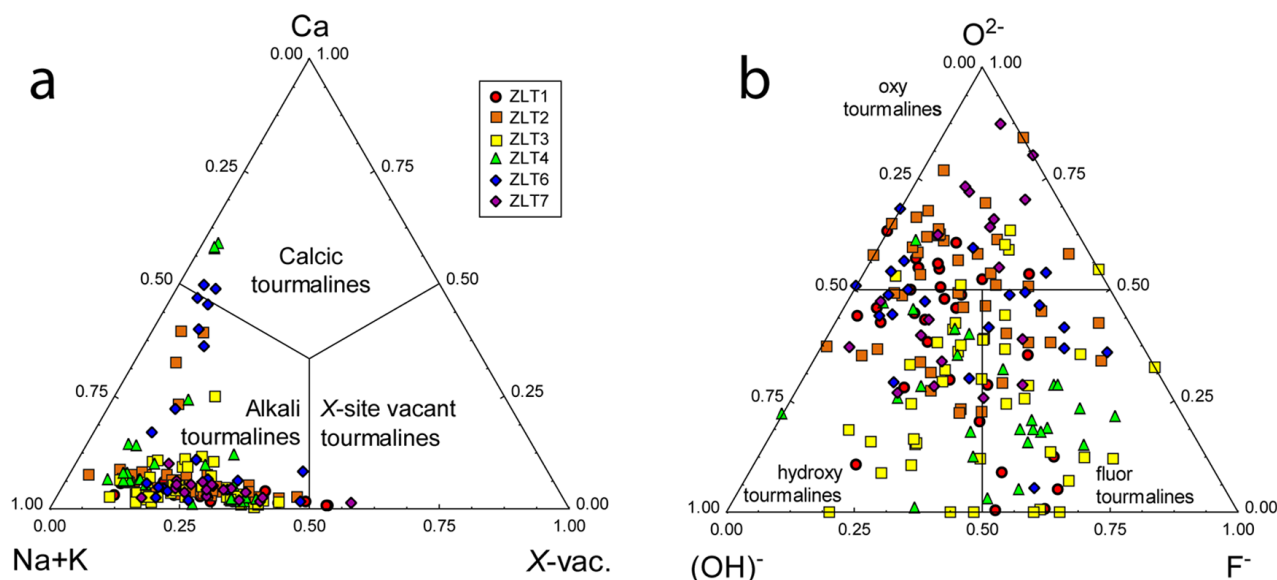 a
Ca
0.00 1.00
0.25
0.75
0.50
0.50
0.75
0.25
1.00
0.00
0.00
0.25
0.50
0.75
1.00
Na+K
X-vac.
Calcic
tourmalines
Alkali
tourmalines
X-site vacant
tourmalines
ZLT1
ZLT2
ZLT3
ZLT4
ZLT6
ZLT7
b
O²⁻
0.00 1.00
oxy
tourmalines
0.25
0.75
0.50
0.50
0.75
0.25
hydroxy
tourmalines
fluor
tourmalines
1.00
0.00
0.00
0.25
0.50
0.75
1.00
(OH)⁻
F⁻